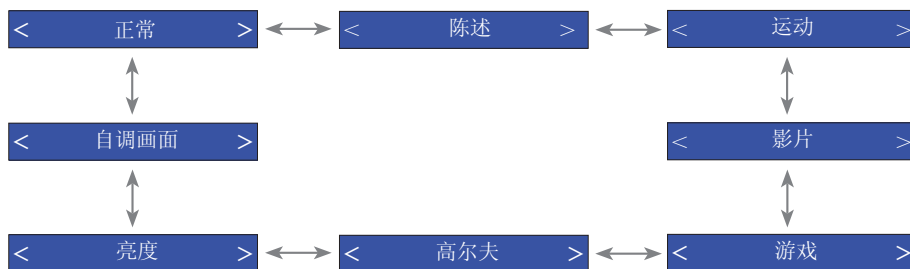 < 正常 > < 陈述 > < 运动 >
< 自调画面 > < 影片 >
< 亮度 > < 高尔夫 > < 游戏 >